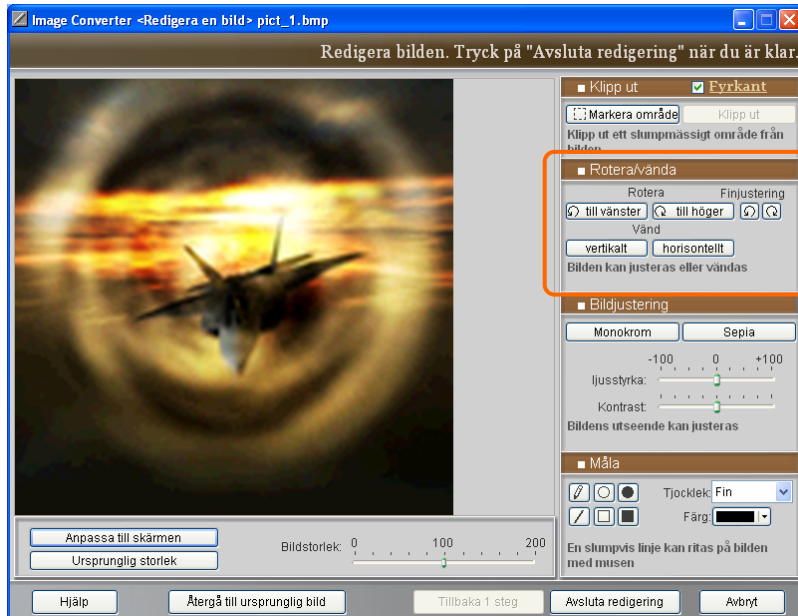 Image Converter <Redigera en bild> pict_1.bmp
Redigera bilden. Tryck på "Avsluta redigering" när du är klar.
Klipp ut Fyrkant
Markera område Klipp ut
Klipp ut ett slumpmässigt område från
bilden
Rotera/vända
Rotera Finjustering
till vänster till höger
Vänd
vertikalt horisontellt
Bilden kan justeras eller vändas
Bildjustering
Monokrom Sepia
-100 0 +100
ljusstyrka:
Kontrast:
Bildens utseende kan justeras
Måla
Tjocklek: Fin
Färg:
En slumpvis linje kan ritas på bilden
med musen
Anpassa till skärmen
Ursprunglig storlek
Bildstorlek: 0 100 200
Hjälp Återgå till ursprunglig bild Tillbaka 1 steg Avsluta redigering Avbryt